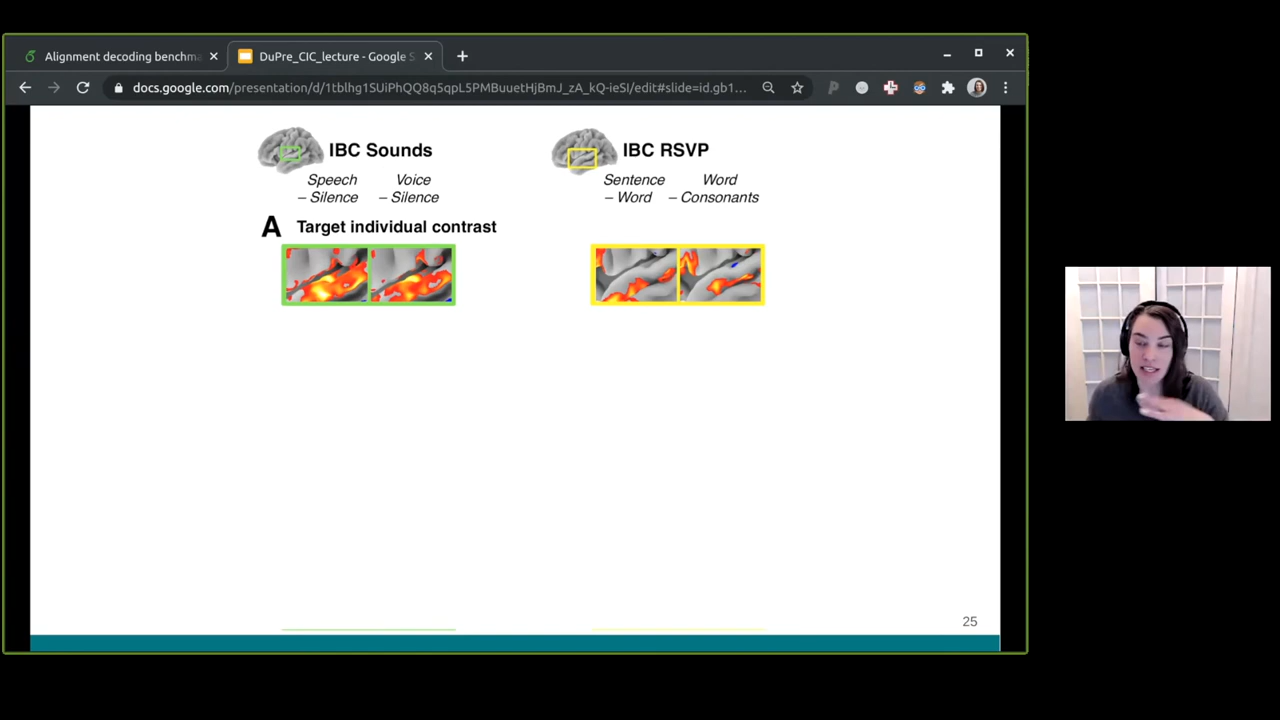 Alignment decoding benchma
DuPre_CIC_lecture - Google S
docs.google.com/presentation/d/1tblhg1SUiPhQQ8q5qpL5PMBuuetHjBmJ_zA_kQ-ieSI/edit#slide=id.gb1...
IBC Sounds
Speech Voice
– Silence – Silence
IBC RSVP
Sentence Word
– Word – Consonants
A Target individual contrast
25